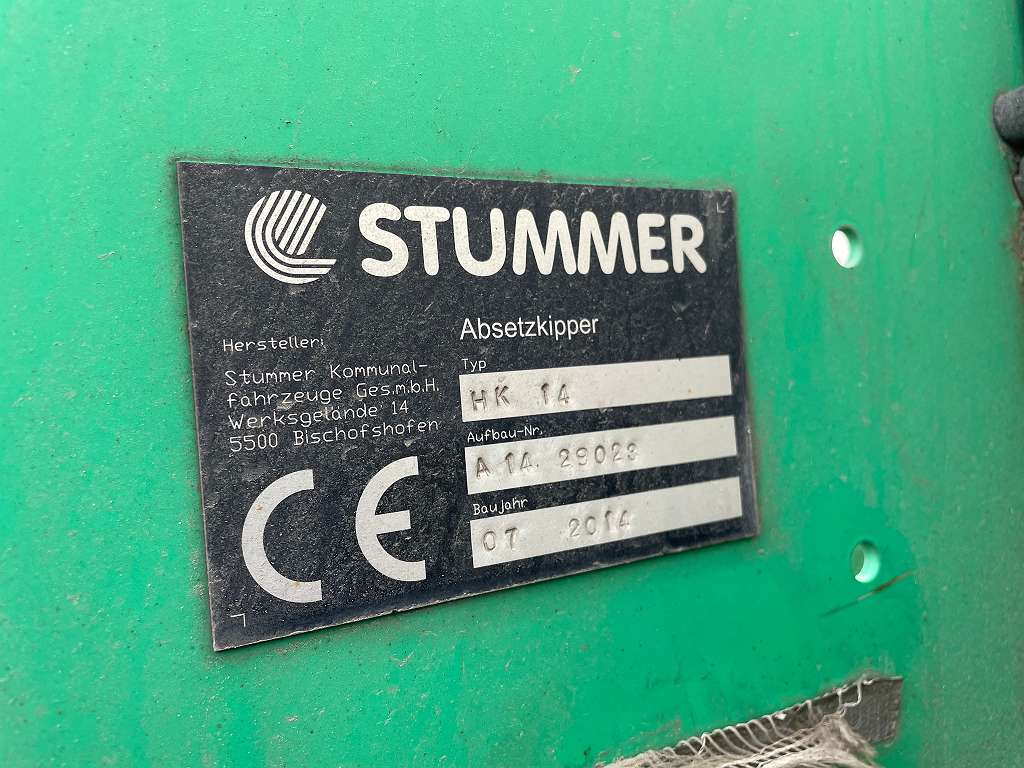 STUMMER
Absetzkipper
Hersteller:
Stummer Kommunal-
fahrzeuge Ges.m.b.H.
Werksgelände 14
5500 Bischofshofen
Typ
HK 14
Aufbau-Nr.
A 14. 29023
Baujahr
07 2014
CE